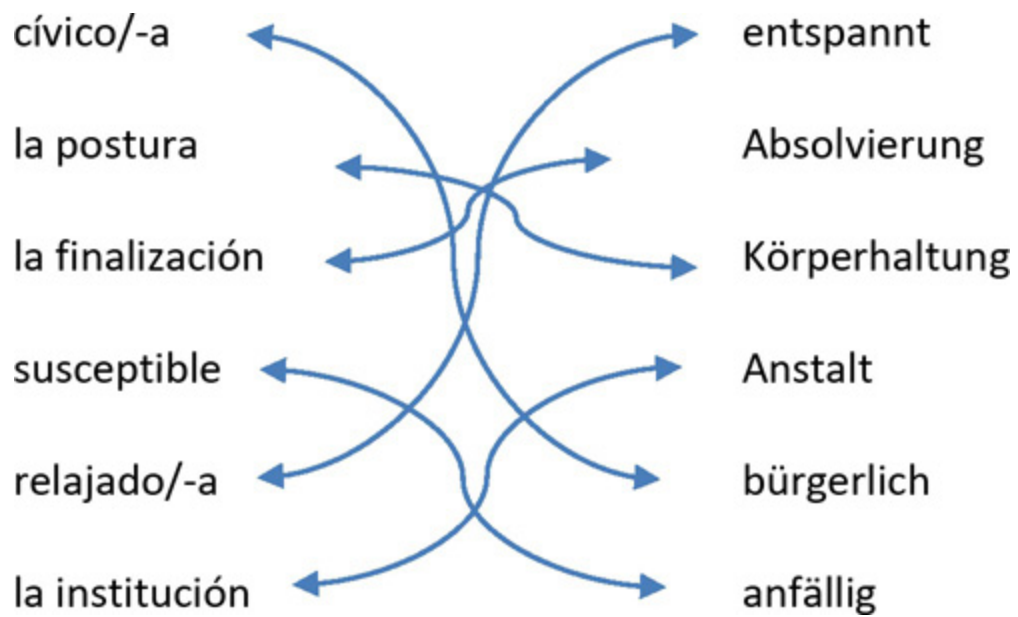 cívico/-a entspannt
la postura Absolvierung
la finalización Körperhaltung
susceptible Anstalt
relajado/-a bürgerlich
la institución anfällig